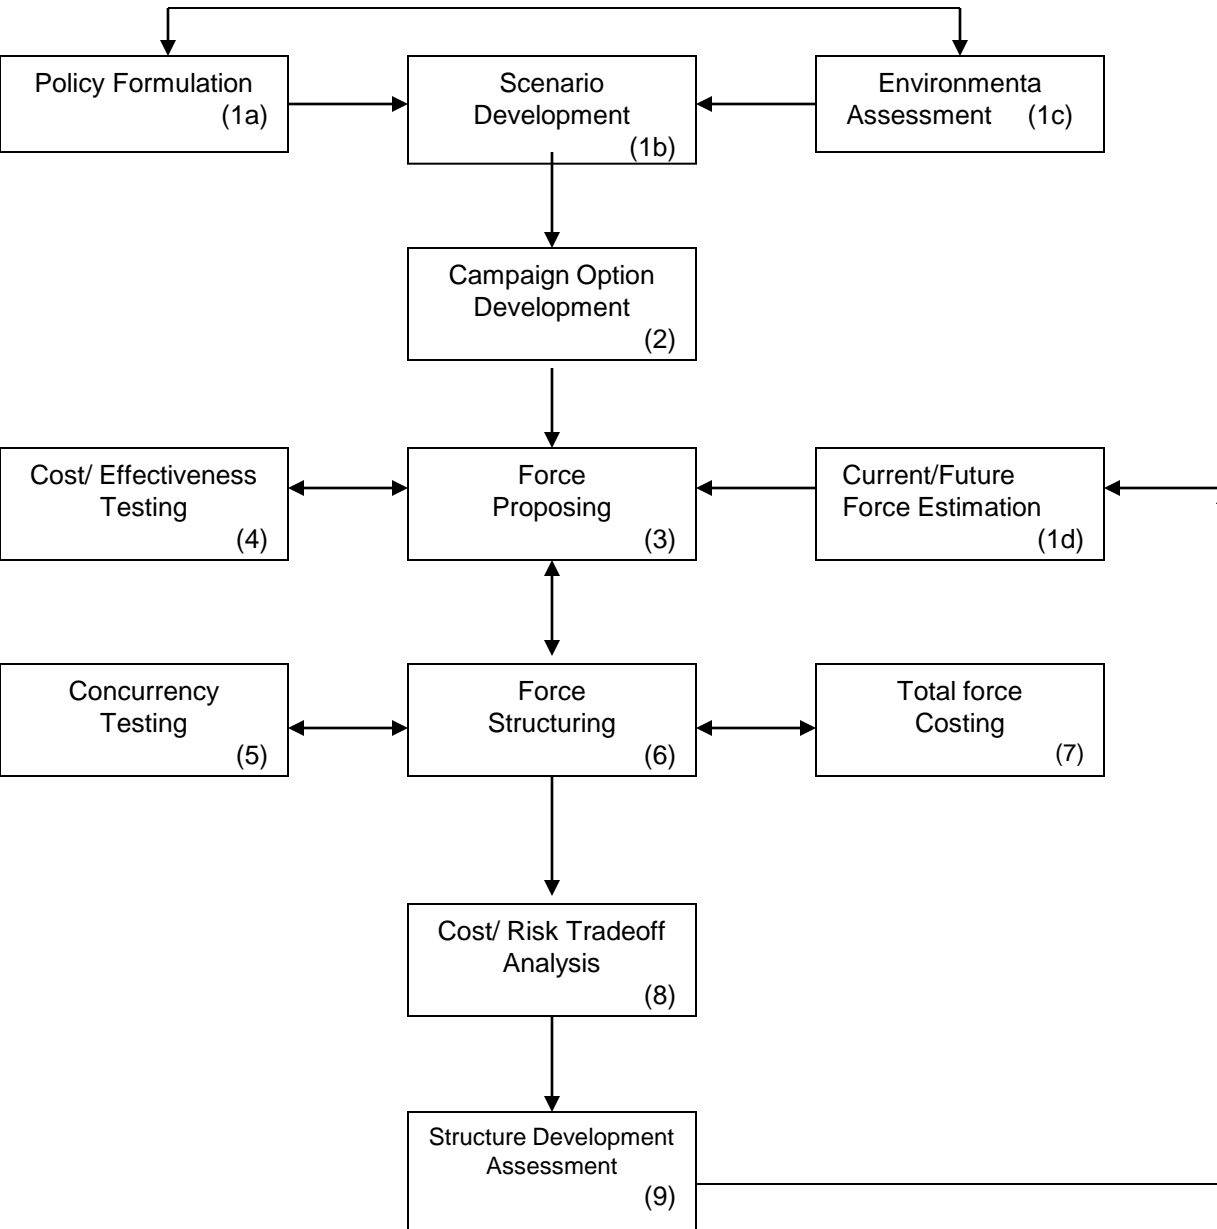 Policy Formulation
(1a)
Scenario
Development
(1b)
Environmenta
Assessment (1c)
Campaign Option
Development
(2)
Cost/ Effectiveness
Testing
(4)
Force
Proposing
(3)
Current/Future
Force Estimation
(1d)
Concurrency
Testing
(5)
Force
Structuring
(6)
Total force
Costing
(7)
Cost/ Risk Tradeoff
Analysis
(8)
Structure Development
Assessment
(9)